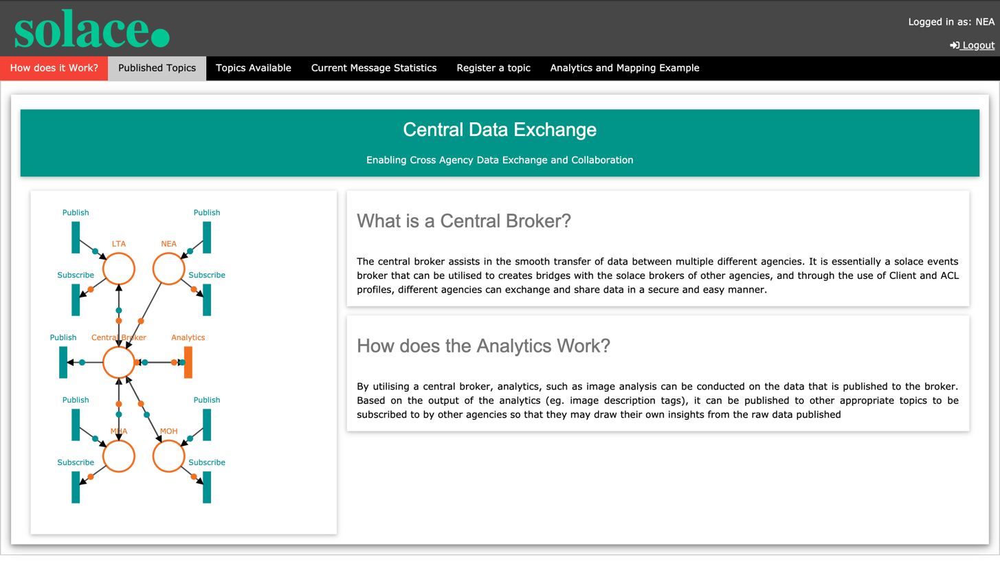 solace.
Logged in as: NEA
Logout
How does it Work?
Published Topics
Topics Available
Current Message Statistics
Register a topic
Analytics and Mapping Example
Central Data Exchange
Enabling Cross Agency Data Exchange and Collaboration
Publish
Publish
LTA
NEA
Subscribe
Subscribe
Publish
Central Broker
Analytics
Publish
Publish
MHA
MOH
Subscribe
Subscribe
What is a Central Broker?
The central broker assists in the smooth transfer of data between multiple different agencies. It is essentially a solace events
broker that can be utilised to creates bridges with the solace brokers of other agencies, and through the use of Client and ACL
profiles, different agencies can exchange and share data in a secure and easy manner.
How does the Analytics Work?
By utilising a central broker, analytics, such as image analysis can be conducted on the data that is published to the broker.
Based on the output of the analytics (eg. image description tags), it can be published to other appropriate topics to be
subscribed to by other agencies so that they may draw their own insights from the raw data published